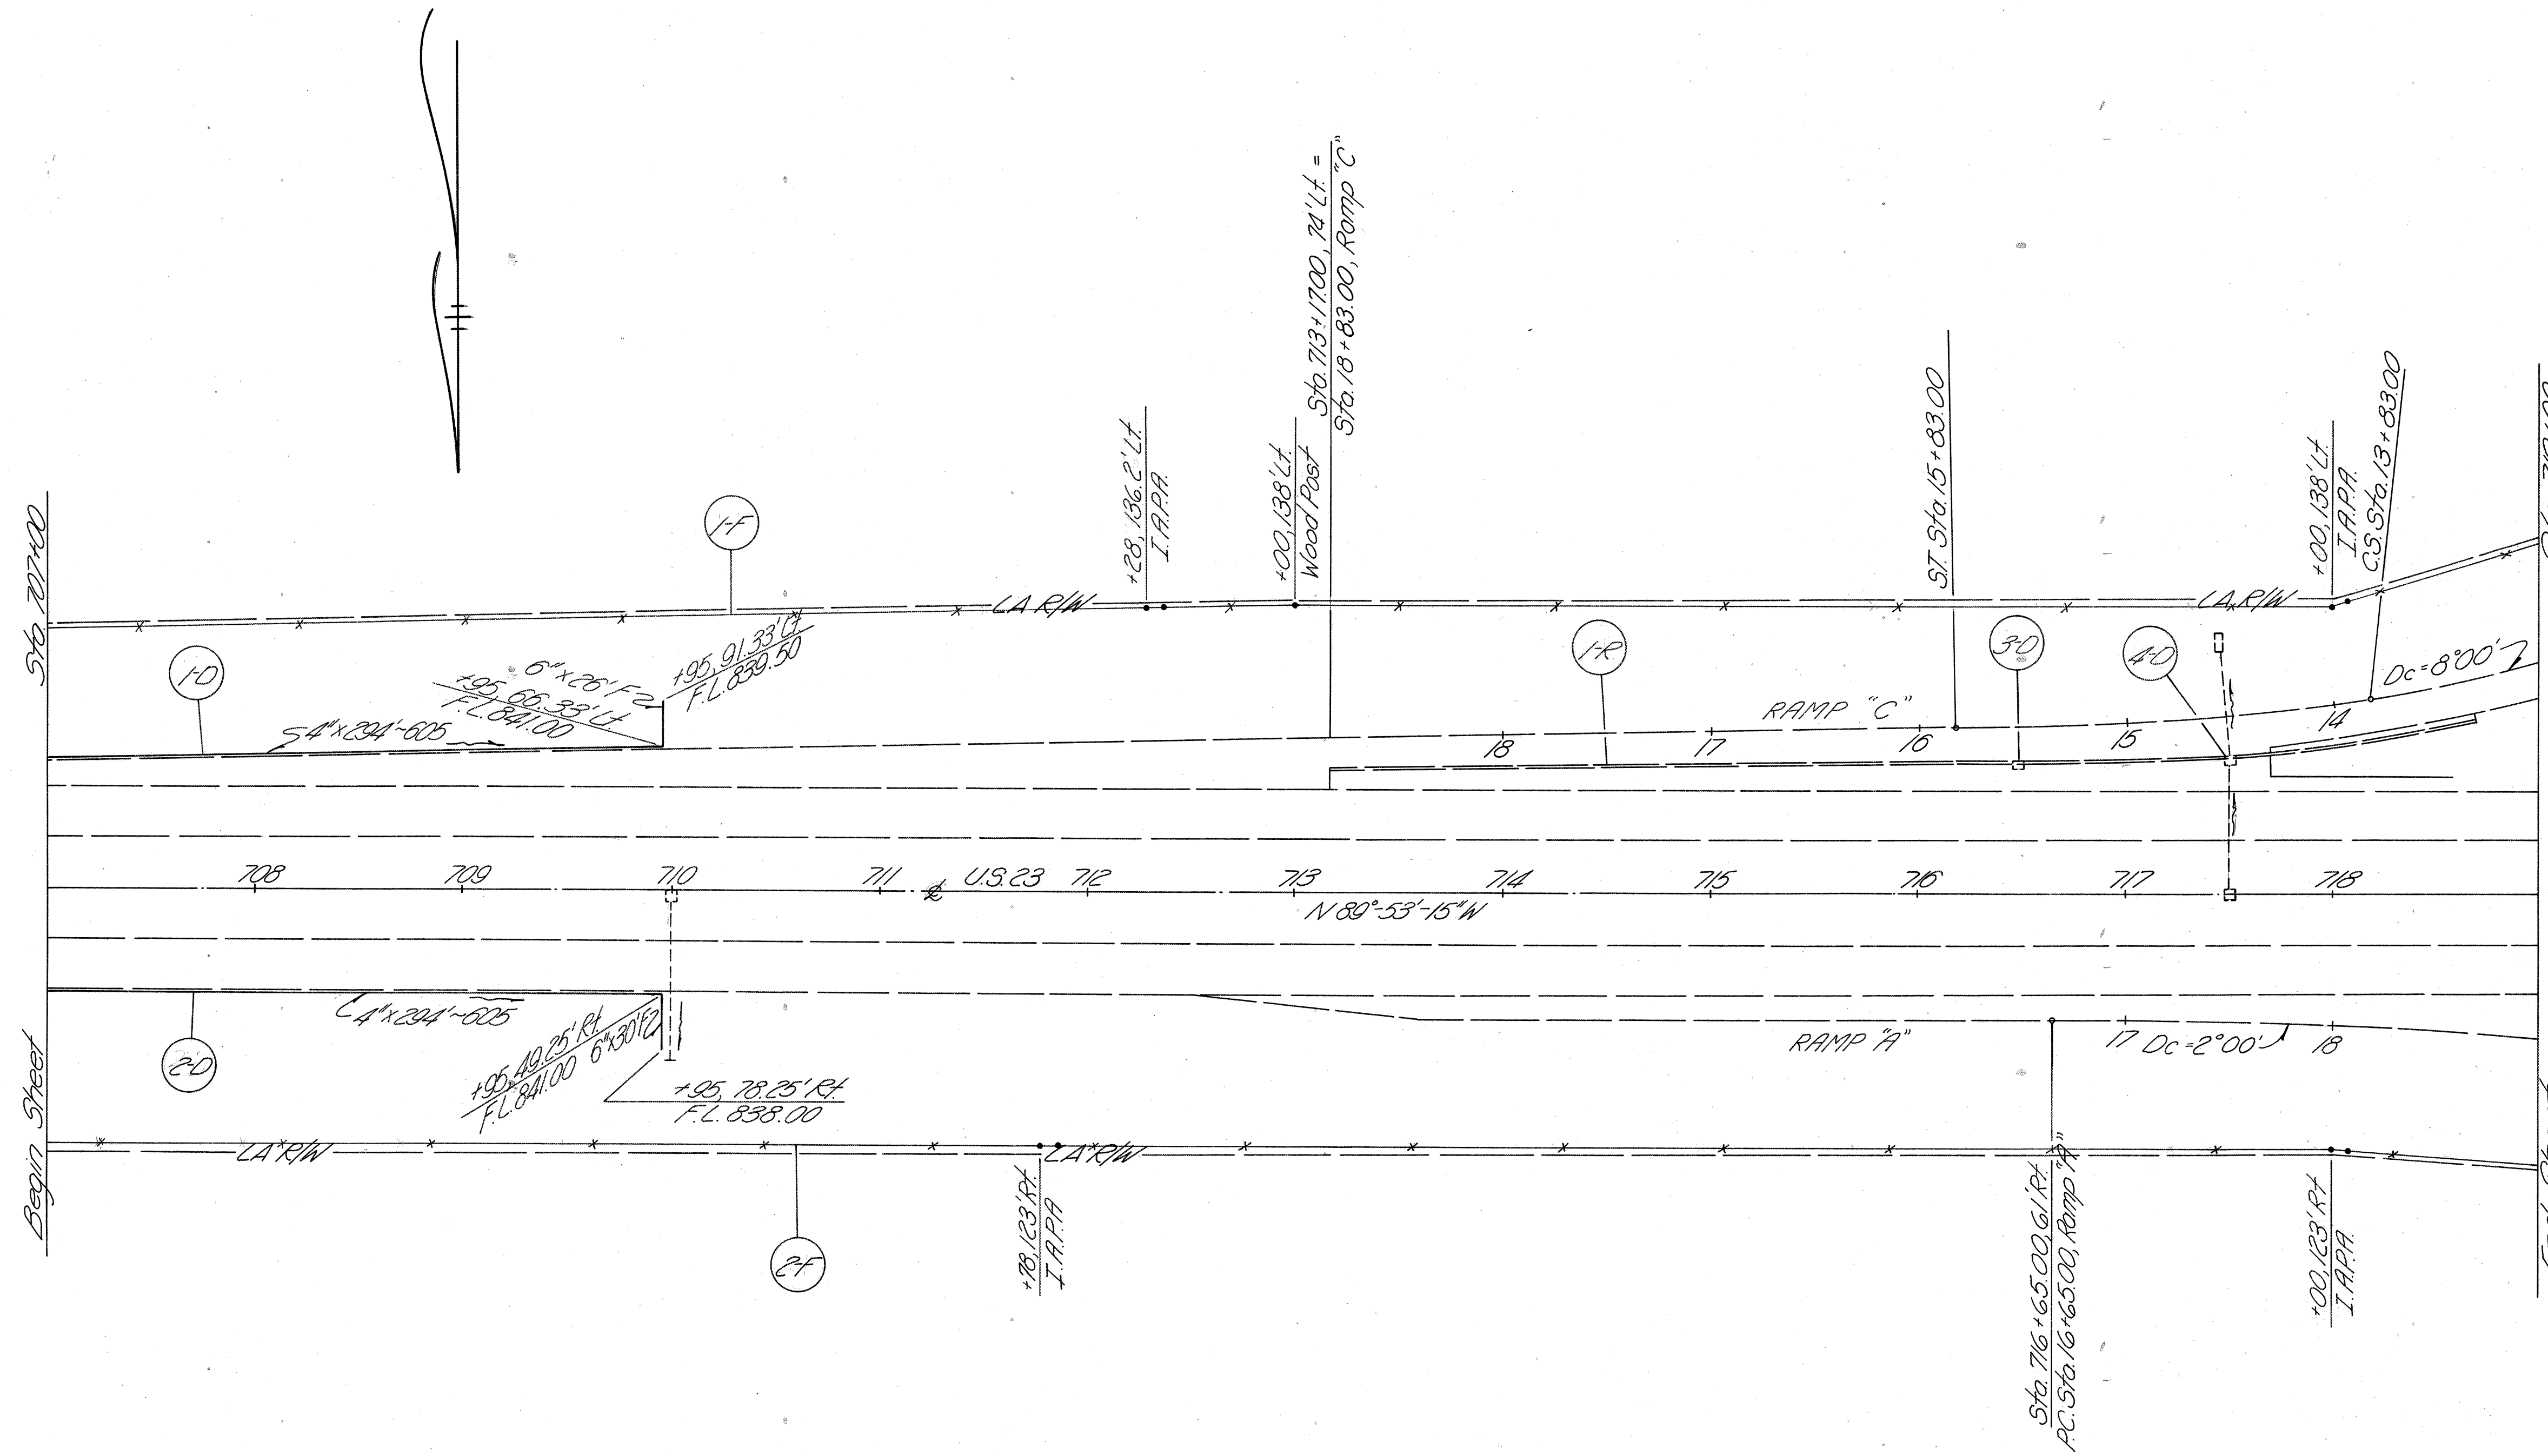 Sta. 713+17.00, 74' Lt. =
Sta. 18+83.00, Ramp "C"
+28, 136.2' Lt.
I.A.P.A.
+00, 138' Lt.
Wood Post
S.T. Sta. 15+83.00
+00, 138' Lt.
I.A.P.A.
C.S. Sta. 13+83.00
Sta. 707+00
1-F
LA R/W
LA R/W
1-D
6" x 26' F2
+95, 66.33' Lt
F.L. 841.00
+95, 91.33' Lt
F.L. 839.50
4" x 294' ~ 605
1-R
3-D
4-D
Dc = 8°00'
RAMP "C"
18
17
16
15
14
708
709
710
711
U.S. 23
712
713
714
715
716
717
718
N 89°-53'-15" W
4" x 294' ~ 605
2-D
+95, 49.25' Rt.
F.L. 841.00
6" x 30' F2
+95, 78.25' Rt.
F.L. 838.00
RAMP "A"
17
Dc = 2°00'
18
Begin Sheet
LA R/W
LA R/W
2-F
+78, 123' Rt.
I.A.P.A
Sta. 716+65.00, 61' Rt.
P.C. Sta. 16+65.00, Ramp "A"
+00, 123' Rt
I.A.P.A.